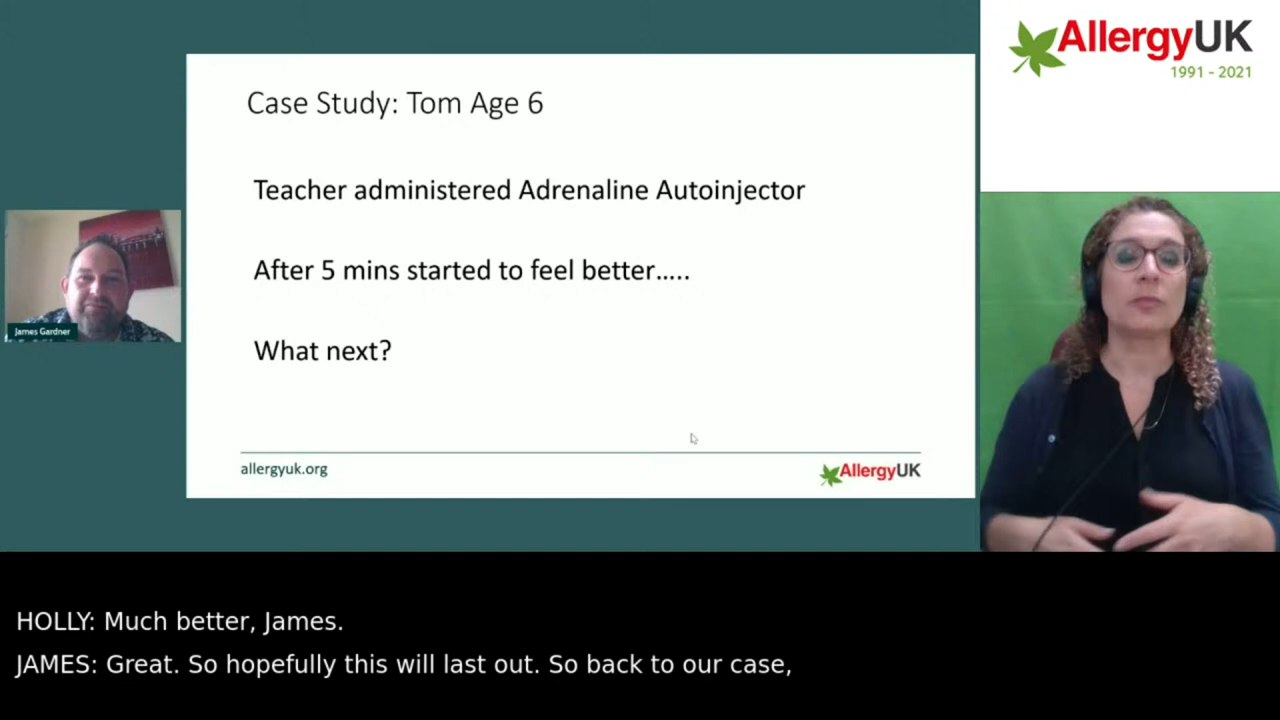 AllergyUK
1991 - 2021
Case Study: Tom Age 6
Teacher administered Adrenaline Autoinjector
After 5 mins started to feel better.....
What next?
James Gardner
allergyuk.org
AllergyUK
HOLLY: Much better, James.
JAMES: Great. So hopefully this will last out. So back to our case,